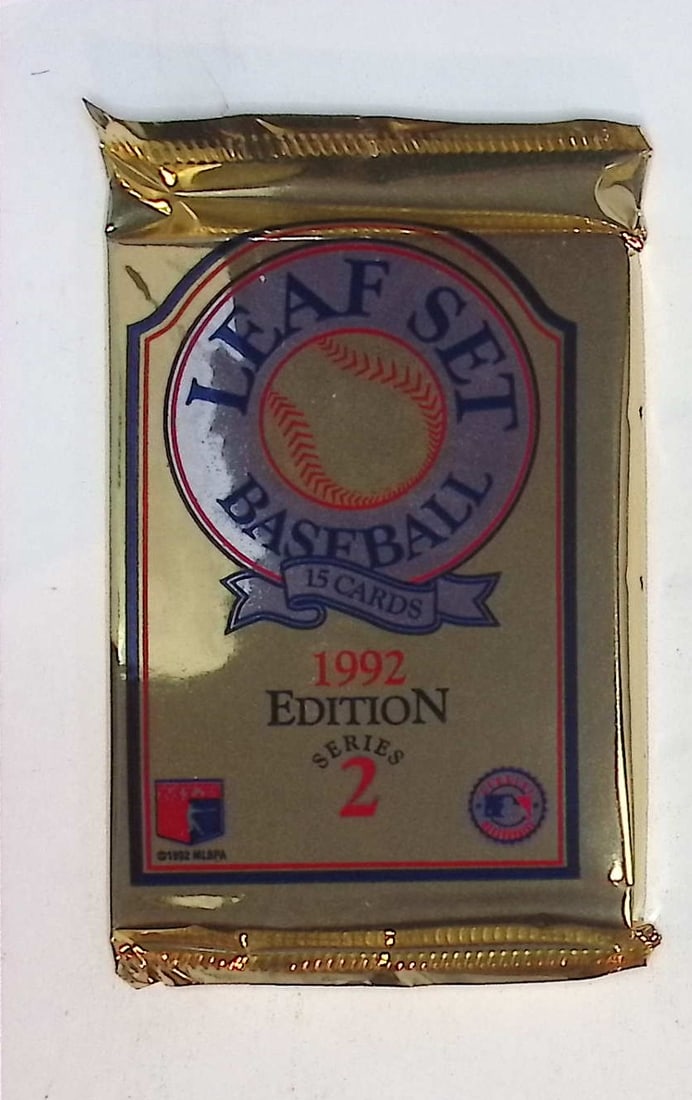 LEAF SET
BASEBALL
15 CARDS
1992
EDITION
SERIES
2
©1992 MLBPA